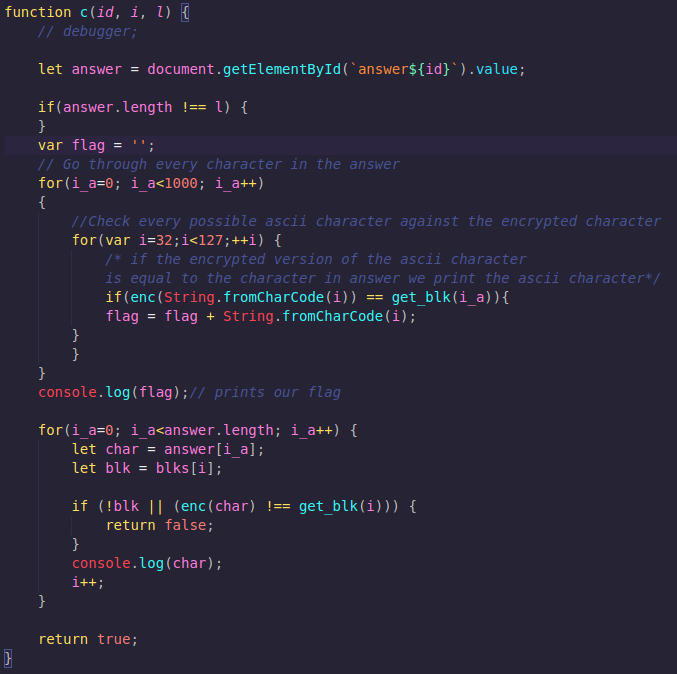 function c(id, i, l) {
    // debugger;

    let answer = document.getElementById(`answer${id}`).value;

    if(answer.length !== l) {
    }
    var flag = '';
    // Go through every character in the answer
    for(i_a=0; i_a<1000; i_a++)
    {
        //Check every possible ascii character against the encrypted character
        for(var i=32;i<127;++i) {
            /* if the encrypted version of the ascii character
            is equal to the character in answer we print the ascii character*/
            if(enc(String.fromCharCode(i)) == get_blk(i_a)){
            flag = flag + String.fromCharCode(i);
        }
        }
    }
    console.log(flag);// prints our flag

    for(i_a=0; i_a<answer.length; i_a++) {
        let char = answer[i_a];
        let blk = blks[i];

        if (!blk || (enc(char) !== get_blk(i))) {
            return false;
        }
        console.log(char);
        i++;
    }

    return true;
}